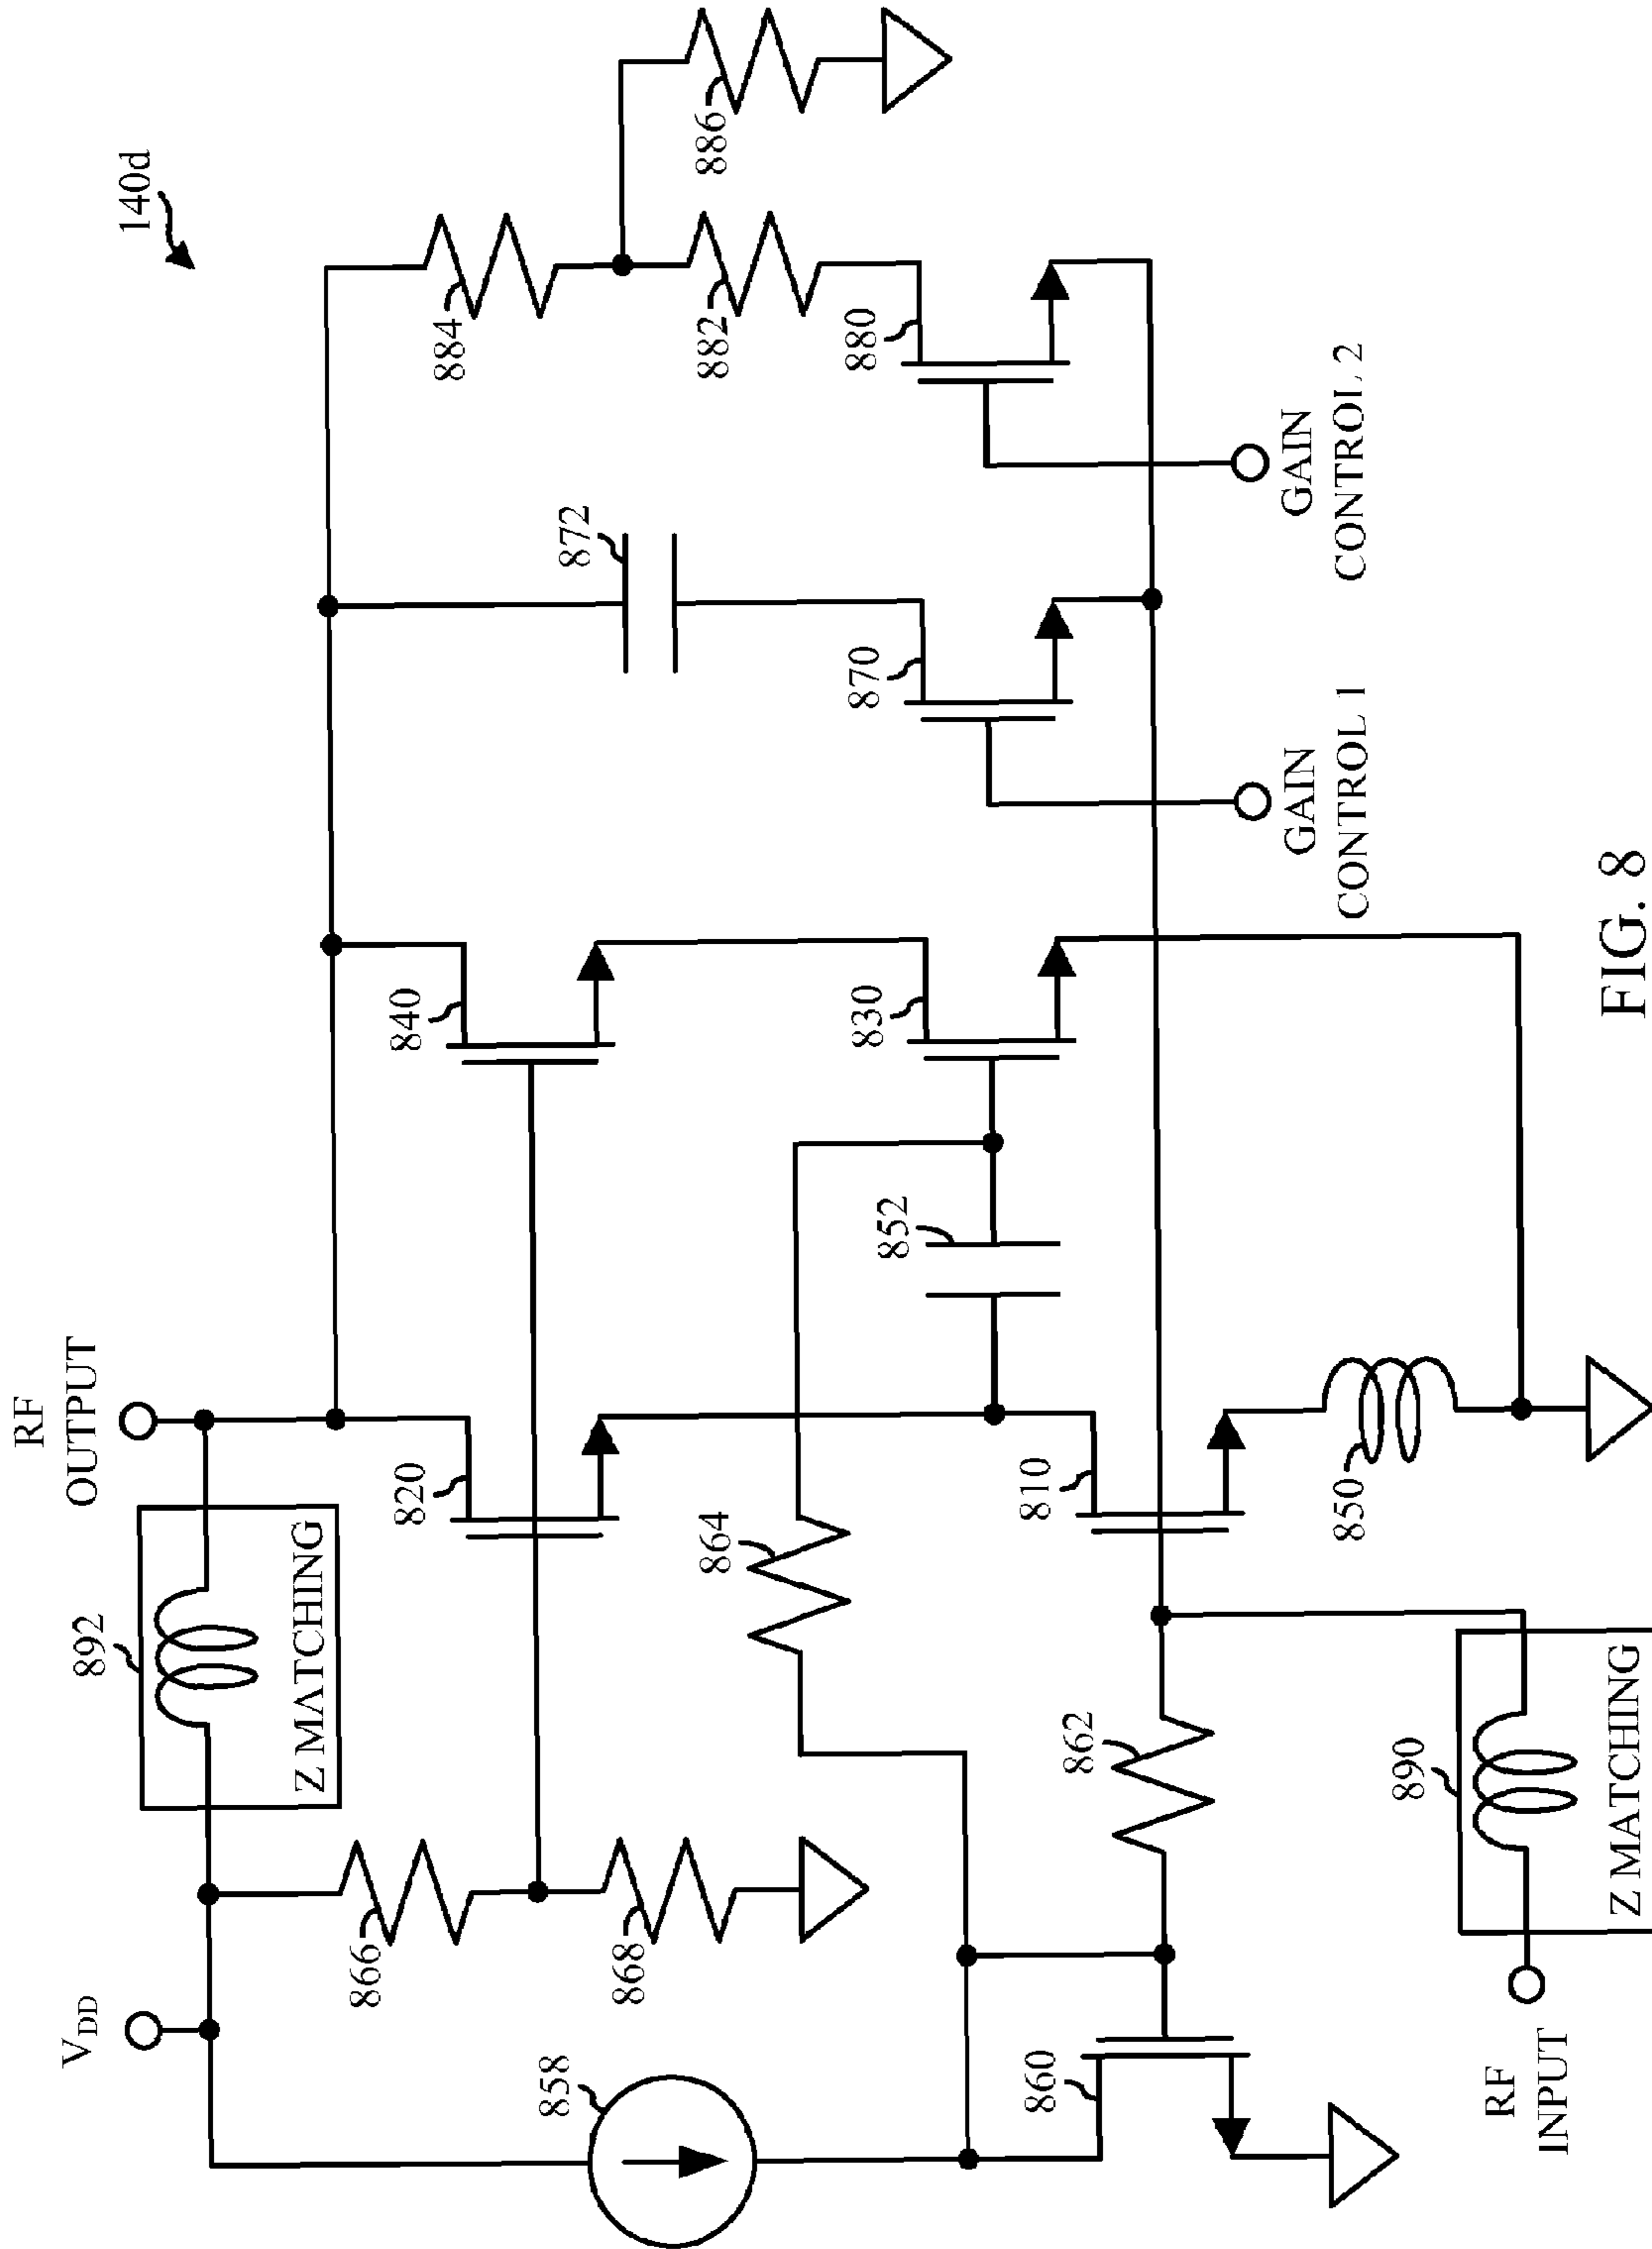 140d
RF
OUTPUT
V_DD
892
Z MATCHING
866
868
858
820
840
864
852
830
810
850
862
860
872
870
884
882
886
880
GAIN
CONTROL 1
GAIN
CONTROL 2
RF
INPUT
890
Z MATCHING
FIG. 8